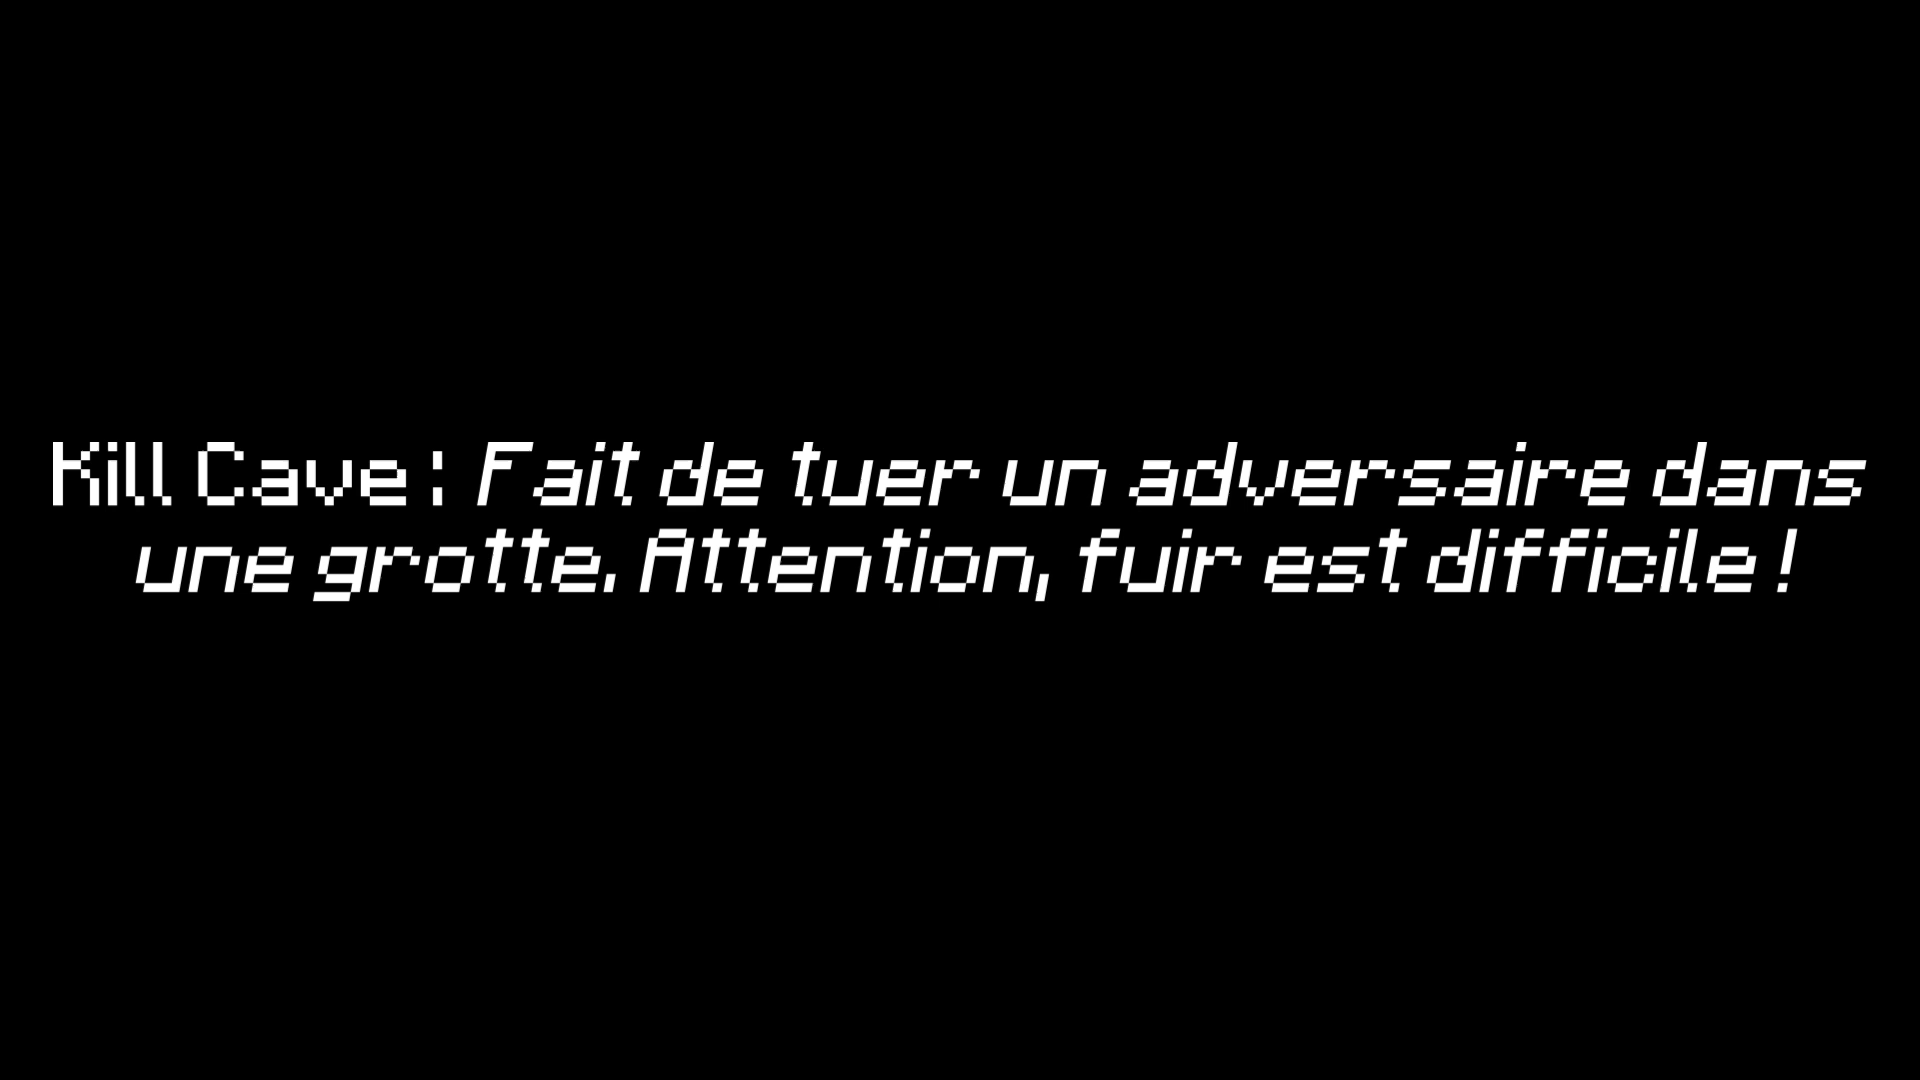 Kill Cave : Fait de tuer un adversaire dans
une grotte. Attention, fuir est difficile !